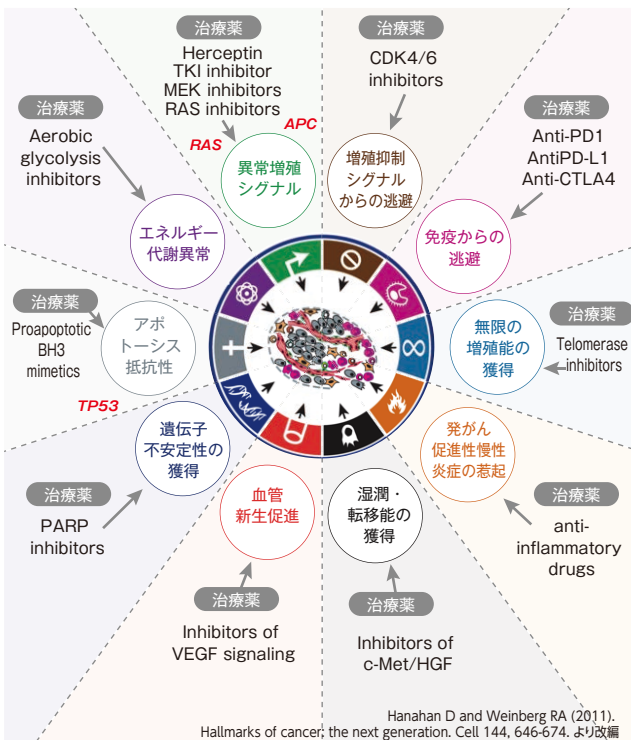 治療薬
Herceptin
TKI inhibitor
MEK inhibitors
RAS inhibitors
RAS
APC
異常増殖
シグナル
治療薬
CDK4/6
inhibitors
増殖抑制
シグナル
からの逃避
治療薬
Anti-PD1
AntiPD-L1
Anti-CTLA4
免疫からの
逃避
治療薬
Aerobic
glycolysis
inhibitors
エネルギー
代謝異常
治療薬
Proapoptotic
BH3
mimetics
アポ
トーシス
抵抗性
無限の
増殖能の
獲得
治療薬
Telomerase
inhibitors
TP53
遺伝子
不安定性の
獲得
治療薬
PARP
inhibitors
発がん
促進性慢性
炎症の惹起
治療薬
anti-
inflammatory
drugs
血管
新生促進
治療薬
Inhibitors of
VEGF signaling
湿潤・
転移能の
獲得
治療薬
Inhibitors of
c-Met/HGF
Hanahan D and Weinberg RA (2011).
Hallmarks of cancer: the next generation. Cell 144, 646-674. より改編